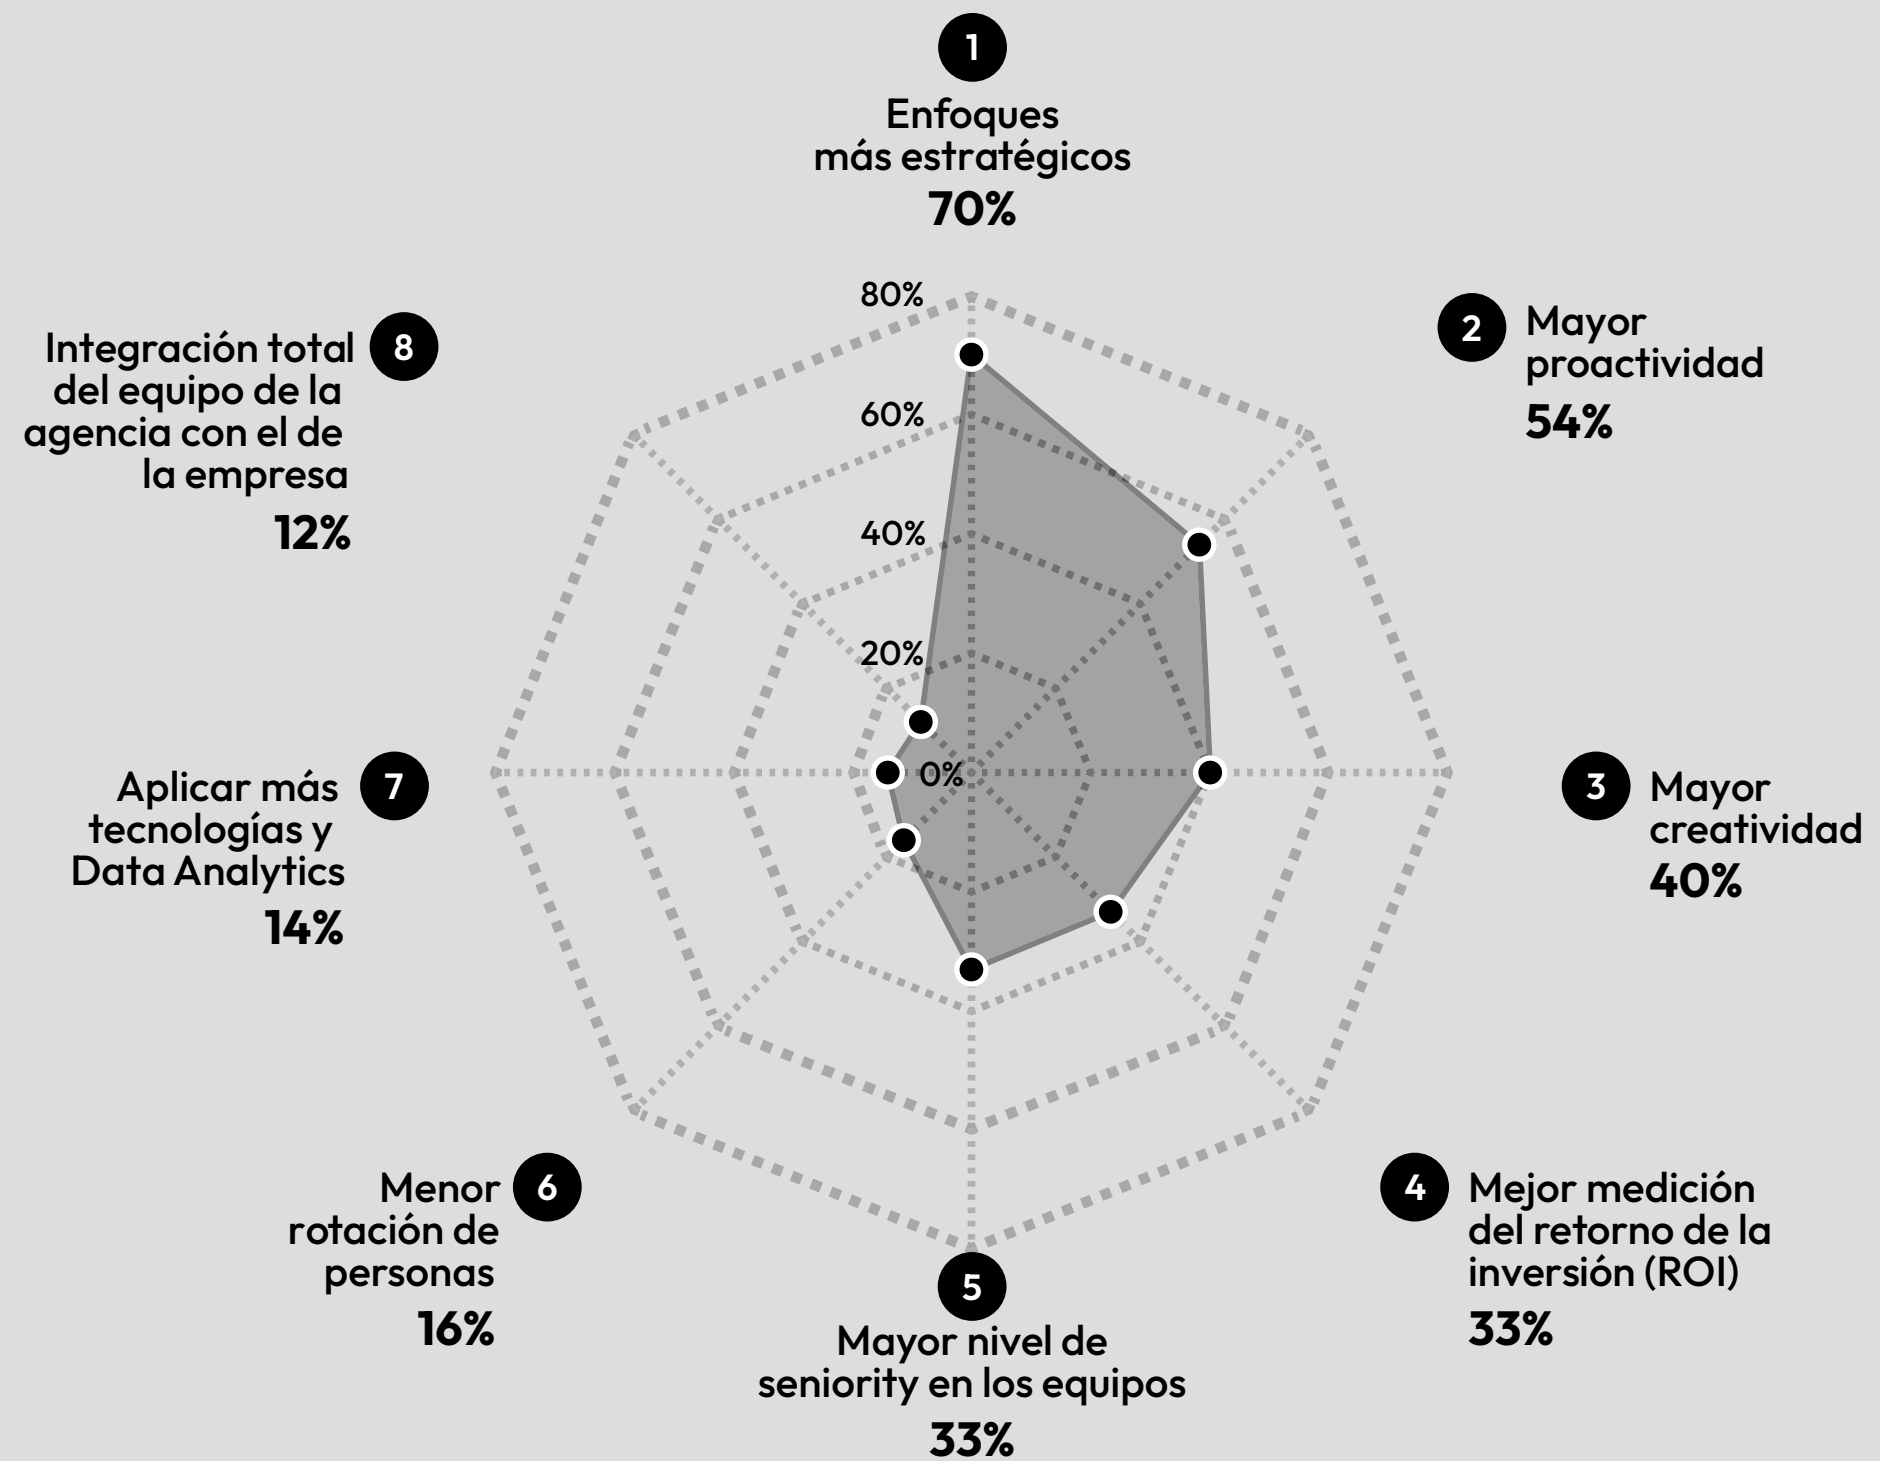 1
Enfoques
más estratégicos
70%
2
Mayor
proactividad
54%
3
Mayor
creatividad
40%
4
Mejor medición
del retorno de la
inversión (ROI)
33%
5
Mayor nivel de
seniority en los equipos
33%
6
Menor
rotación de
personas
16%
7
Aplicar más
tecnologías y
Data Analytics
14%
8
Integración total
del equipo de la
agencia con el de
la empresa
12%
80%
60%
40%
20%
0%